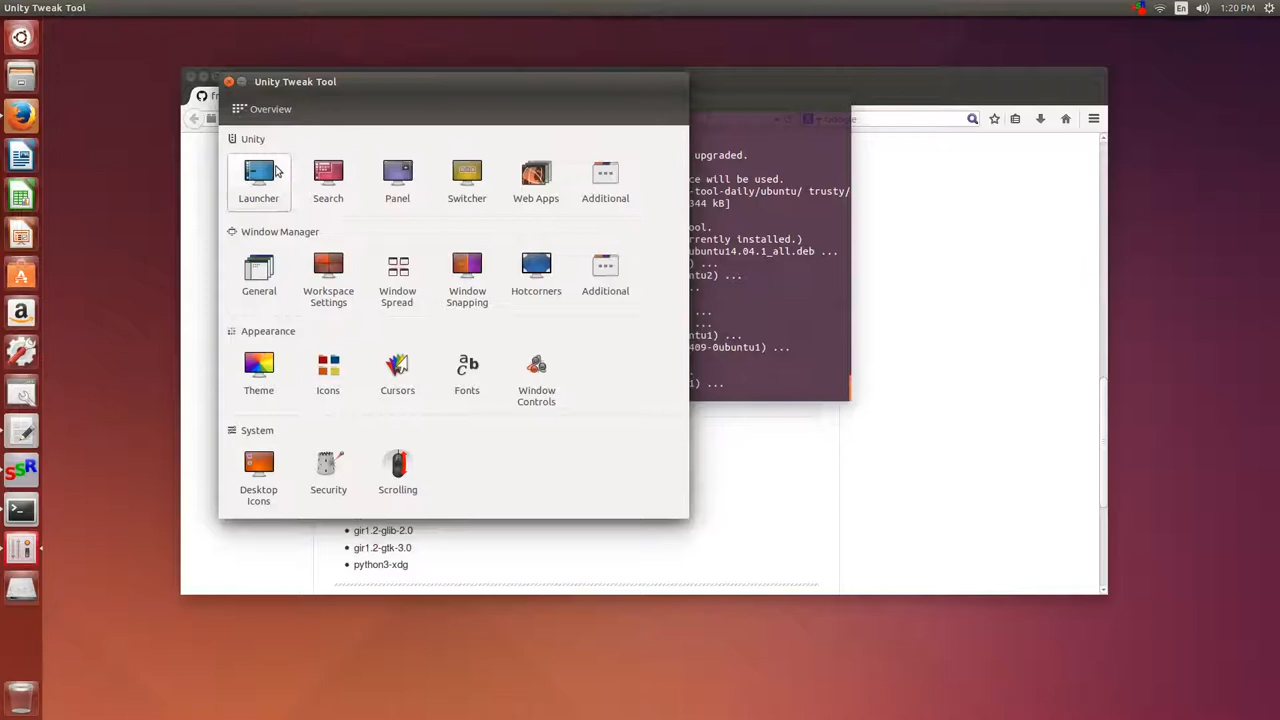 Unity Tweak Tool
En
1:20 PM
Unity Tweak Tool
Overview
Google
Unity
Launcher
Search
Panel
Switcher
Web Apps
Additional
Window Manager
General
Workspace
Settings
Window
Spread
Window
Snapping
Hotcorners
Additional
Appearance
Theme
Icons
Cursors
Fonts
Window
Controls
System
Desktop
Icons
Security
Scrolling
upgraded.
ce will be used.
-tool-daily/ubuntu/ trusty/
344 kB]
ool.
rrently installed.)
ubuntu14.04.1_all.deb ...
) ...
ntu2) ...
..
...
...
ntu1) ...
409-0ubuntu1) ...
.
1) ...
gir1.2-glib-2.0
gir1.2-gtk-3.0
python3-xdg